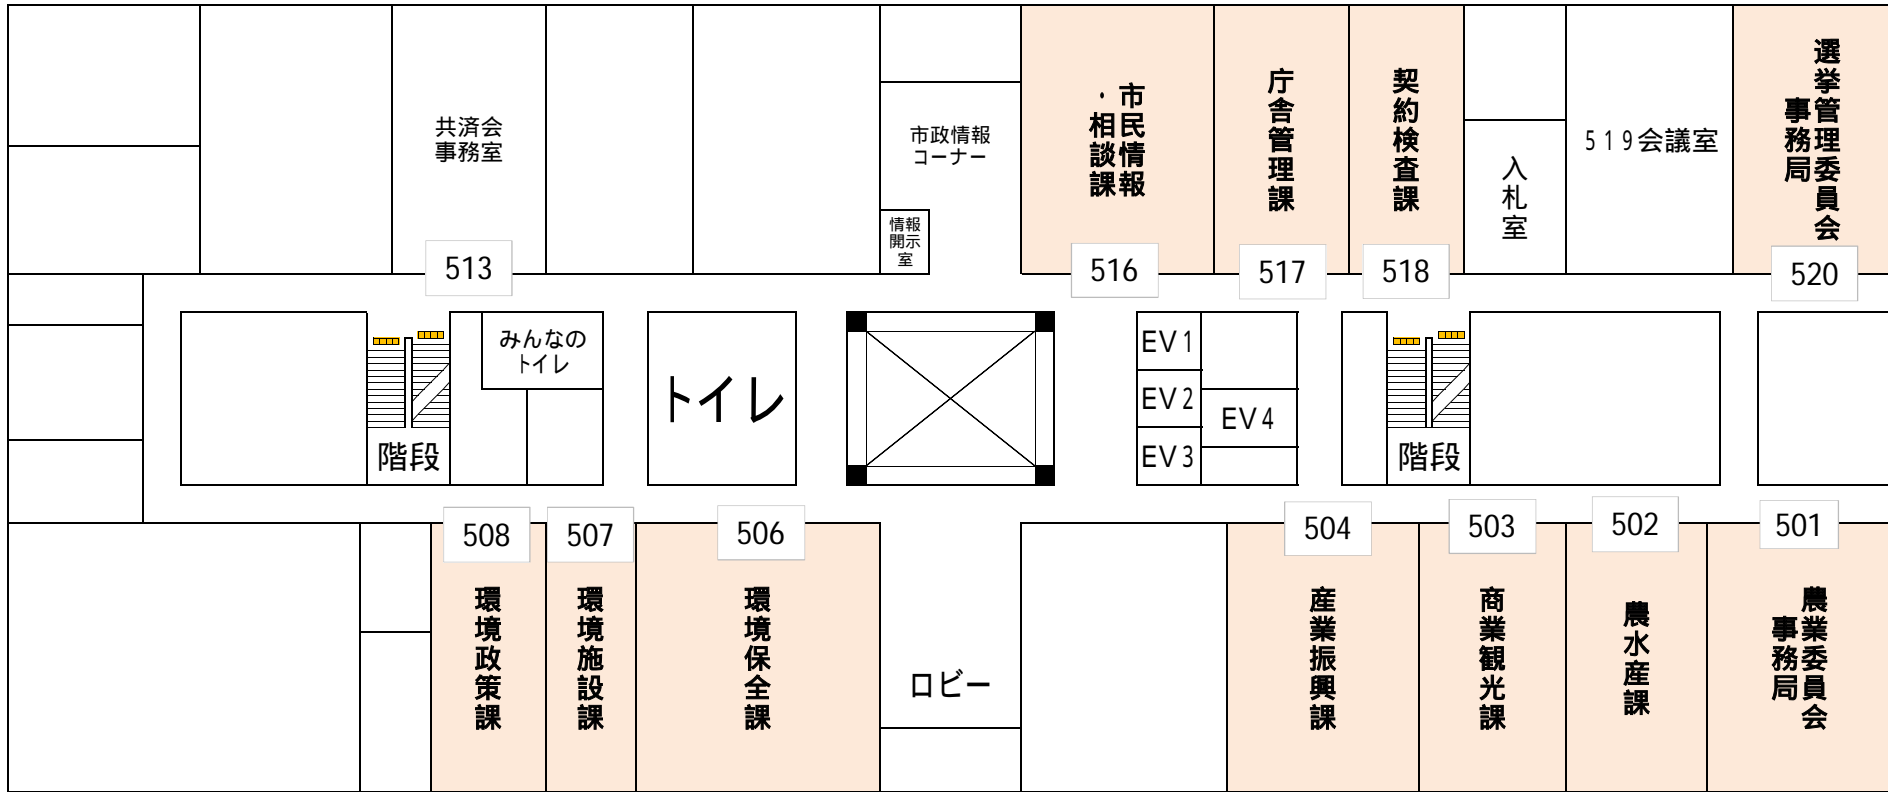 共済会
事務室
513
市政情報
コーナー
情報
開示
室
市民情報
・相談課
516
庁舎管理課
517
契約検査課
518
入札室
519会議室
選挙管理委員会
事務局
520
階段
みんなの
トイレ
トイレ
EV1
EV2
EV3
EV4
階段
508
環境政策課
507
環境施設課
506
環境保全課
ロビー
504
産業振興課
503
商業観光課
502
農水産課
501
農業委員会
事務局